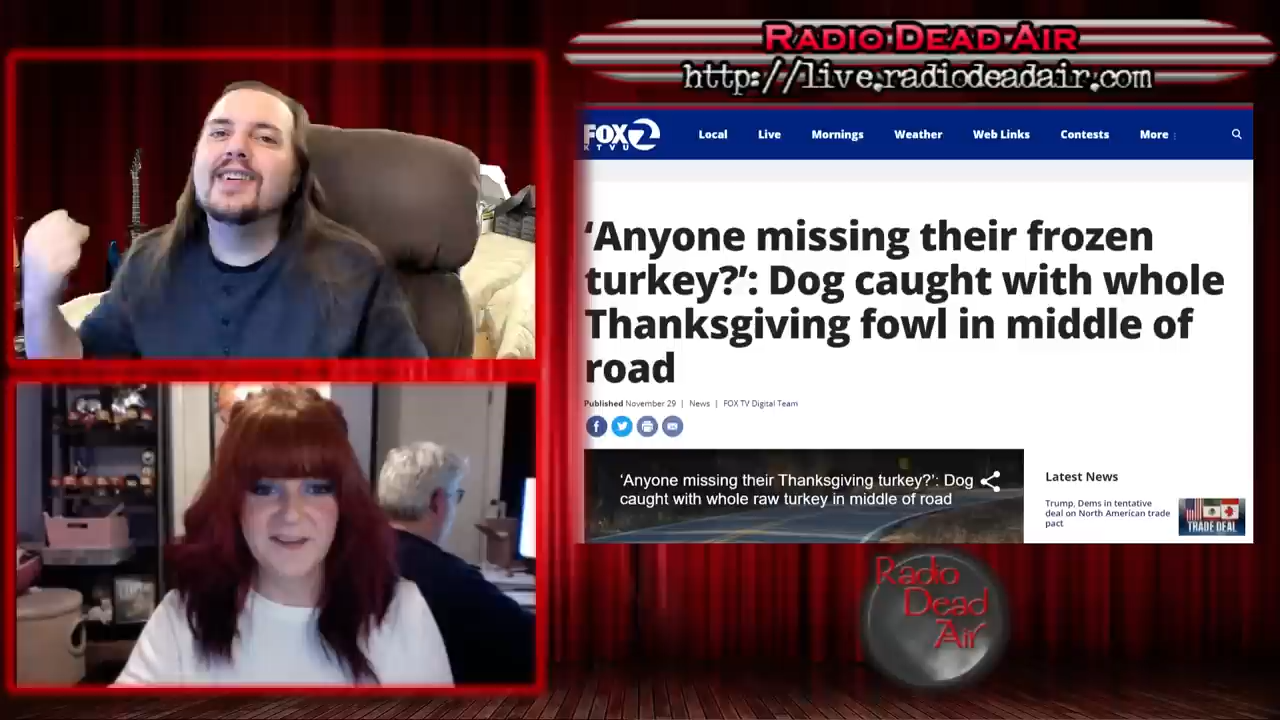 Radio Dead Air
http://live.radiodeadair.com
FOX 2
KTVU
Local
Live
Mornings
Weather
Web Links
Contests
More
‘Anyone missing their frozen
turkey?’: Dog caught with whole
Thanksgiving fowl in middle of
road
Published November 29 | News | FOX TV Digital Team
‘Anyone missing their Thanksgiving turkey?’: Dog
caught with whole raw turkey in middle of road
Latest News
Trump, Dems in tentative
deal on North American trade
pact
TRADE DEAL
Radio
Dead
Air